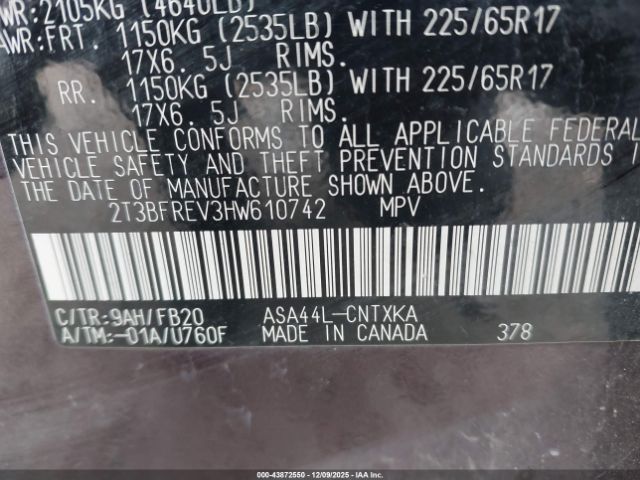 WR:2105KG (4640LB)
AWR:FRT. 1150KG (2535LB) WITH 225/65R17
17X6. 5J RIMS.
RR. 1150KG (2535LB) WITH 225/65R17
17X6. 5J RIMS.
THIS VEHICLE CONFORMS TO ALL APPLICABLE FEDERAL
VEHICLE SAFETY AND THEFT PREVENTION STANDARDS I
THE DATE OF MANUFACTURE SHOWN ABOVE.
2T3BFREV3HW610742 MPV
C/TR:9AH/FB20 ASA44L-CNTXKA
A/TM:-01A/U760F MADE IN CANADA 378
000-43872550 - 12/09/2025 - IAA, Inc.